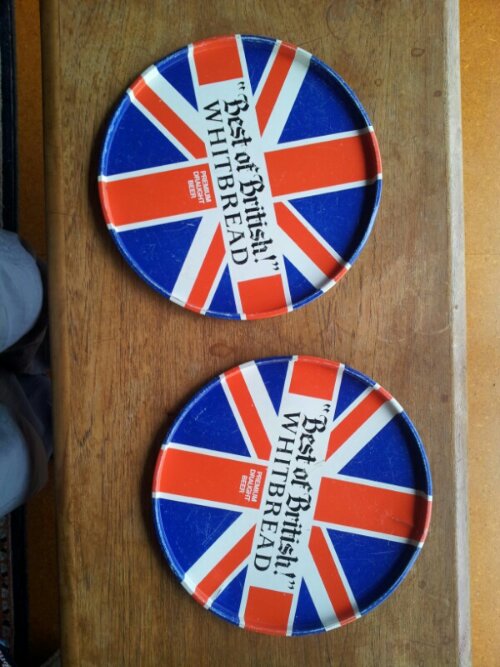 "Best of British!"
WHITBREAD
PREMIUM
DRAUGHT
BEER
"Best of British!"
WHITBREAD
PREMIUM
DRAUGHT
BEER